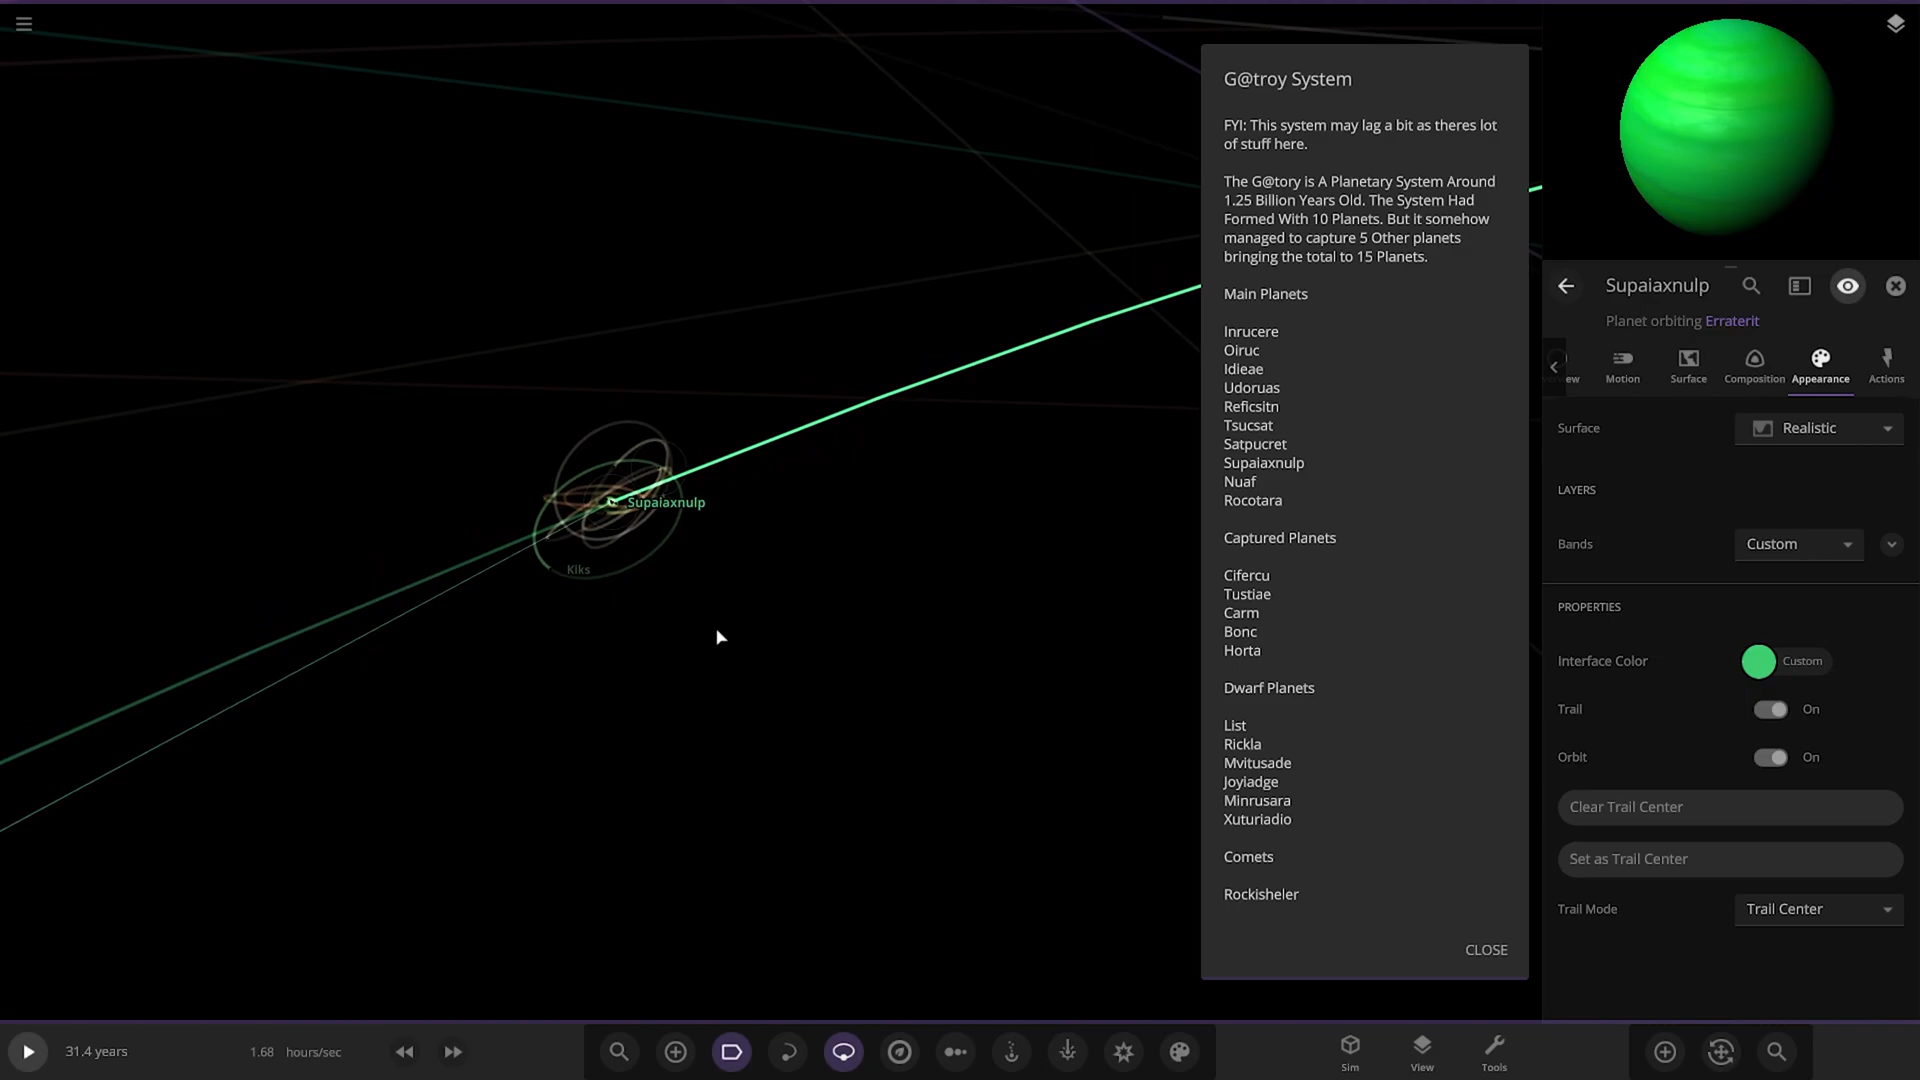 G@troy System
FYI: This system may lag a bit as theres lot
of stuff here.
The G@tory is A Planetary System Around
1.25 Billion Years Old. The System Had
Formed With 10 Planets. But it somehow
managed to capture 5 Other planets
bringing the total to 15 Planets.
Main Planets
Inrucere
Oiruc
Idieae
Udoruas
Reficsitn
Tsucsat
Satpucret
Supaiaxnulp
Nuaf
Rocotara
Captured Planets
Cifercu
Tustiae
Carm
Bonc
Horta
Dwarf Planets
List
Rickla
Mvitusade
Joyiadge
Minrusara
Xuturiadio
Comets
Rockisheler
CLOSE
Supaiaxnulp
Kiks
Supaiaxnulp
Planet orbiting Erraterit
Motion Surface Composition Appearance Actions
Surface Realistic
LAYERS
Bands Custom
PROPERTIES
Interface Color Custom
Trail On
Orbit On
Clear Trail Center
Set as Trail Center
Trail Mode Trail Center
31.4 years 1.68 hours/sec
Sim View Tools